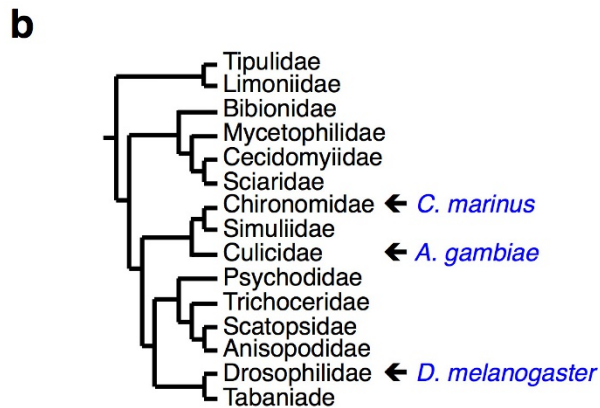 b
Tipulidae
Limoniidae
Bibionidae
Mycetophilidae
Cecidomyiidae
Sciaridae
Chironomidae ← C. marinus
Simuliidae
Culicidae ← A. gambiae
Psychodidae
Trichoceridae
Scatopsidae
Anisopodidae
Drosophilidae ← D. melanogaster
Tabaniade